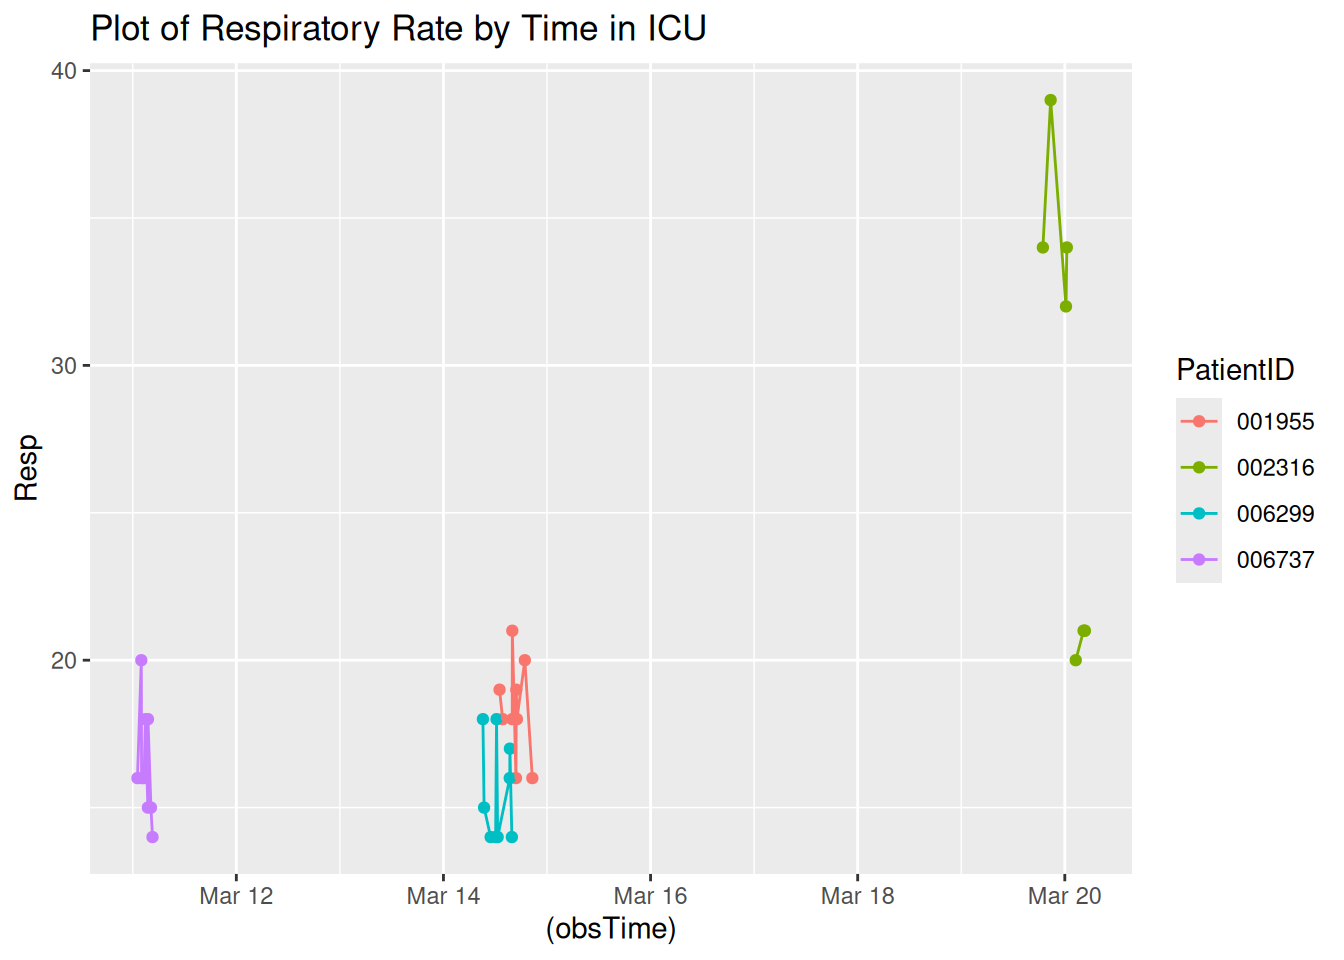 Plot of Respiratory Rate by Time in ICU
40
30
20
Resp
Mar 12
Mar 14
Mar 16
Mar 18
Mar 20
(obsTime)
PatientID
001955
002316
006299
006737